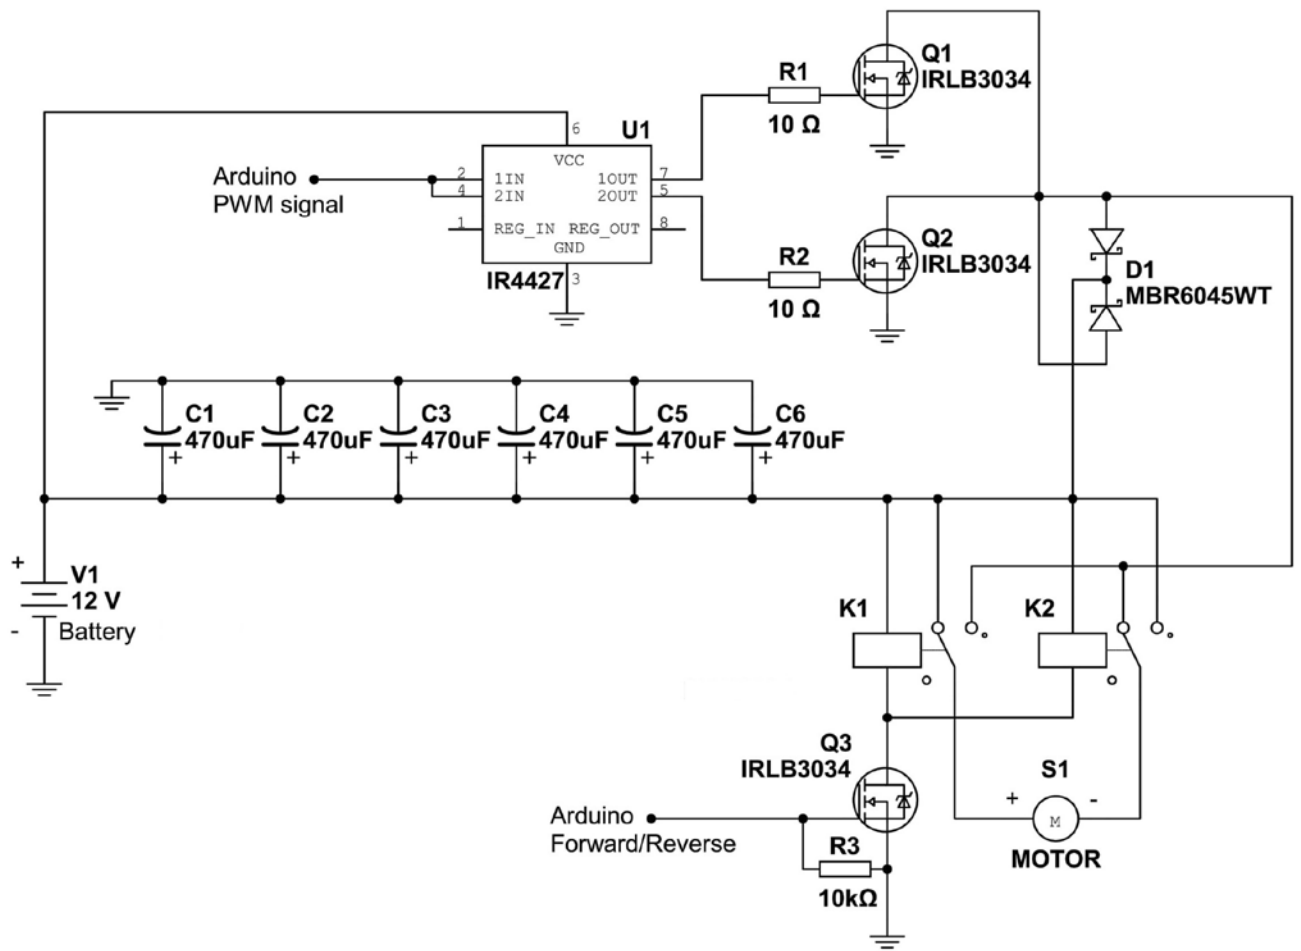 Q1
IRLB3034
R1
10 Ω
U1
6
VCC
Arduino
PWM signal
2
1IN
1OUT
7
4
2IN
2OUT
5
1
REG_IN
REG_OUT
8
GND
IR4427
3
R2
10 Ω
Q2
IRLB3034
D1
MBR6045WT
C1
470uF
+
C2
470uF
+
C3
470uF
+
C4
470uF
+
C5
470uF
+
C6
470uF
+
+
V1
12 V
-
Battery
K1
K2
Q3
IRLB3034
S1
+
-
M
MOTOR
Arduino
Forward/Reverse
R3
10kΩ